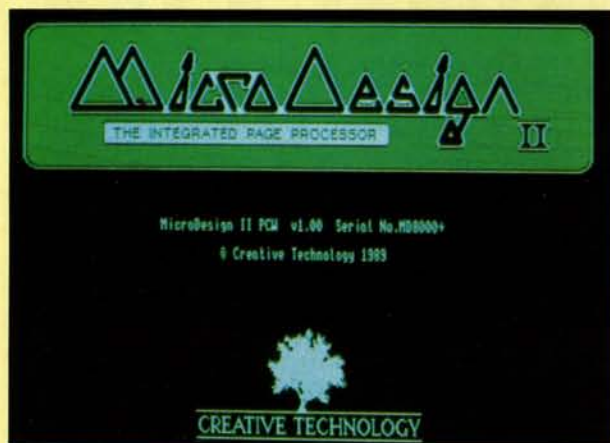 MicroDesign II
THE INTEGRATED PAGE PROCESSOR
MicroDesign II PCW v1.00 Serial No.MD8000+
© Creative Technology 1989
CREATIVE TECHNOLOGY